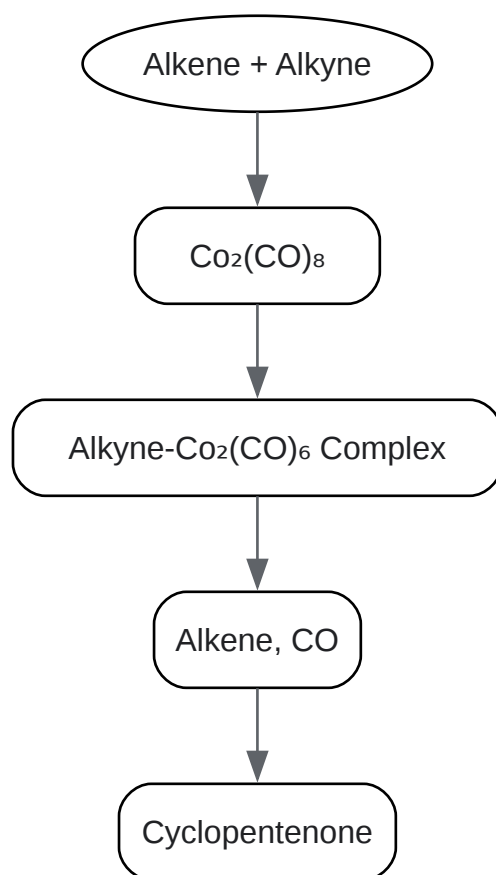 Alkene + Alkyne
Co₂(CO)₈
Alkyne-Co₂(CO)₆ Complex
Alkene, CO
Cyclopentenone